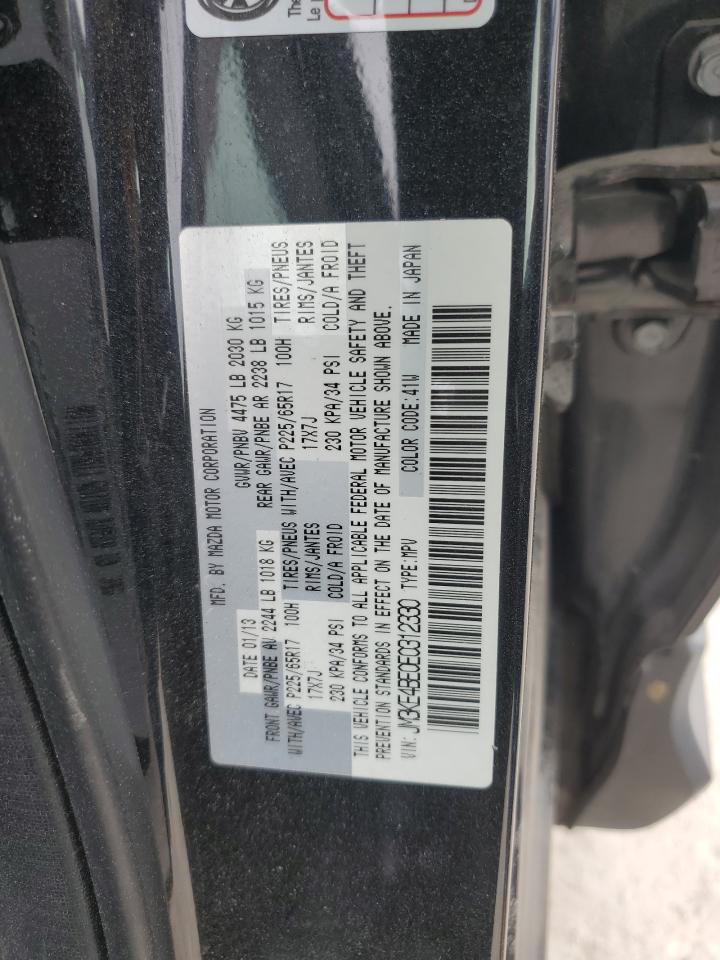 MFD. BY MAZDA MOTOR CORPORATION
DATE 01/13 GVWR/PNBV 4475 LB 2030 KG
FRONT GAWR/PNBE AV 2244 LB 1018 KG REAR GAWR/PNBE AR 2238 LB 1015 KG
WITH/AVEC P225/65R17 100H TIRES/PNEUS WITH/AVEC P225/65R17 100H TIRES/PNEUS
17X7J RIMS/JANTES 17X7J RIMS/JANTES
230 KPA/34 PSI COLD/A FROID 230 KPA/34 PSI COLD/A FROID
THIS VEHICLE CONFORMS TO ALL APPLICABLE FEDERAL MOTOR VEHICLE SAFETY AND THEFT
PREVENTION STANDARDS IN EFFECT ON THE DATE OF MANUFACTURE SHOWN ABOVE.
VIN: JM3KE4BE0E0312330 TYPE:MPV COLOR CODE:41W MADE IN JAPAN
The
Le